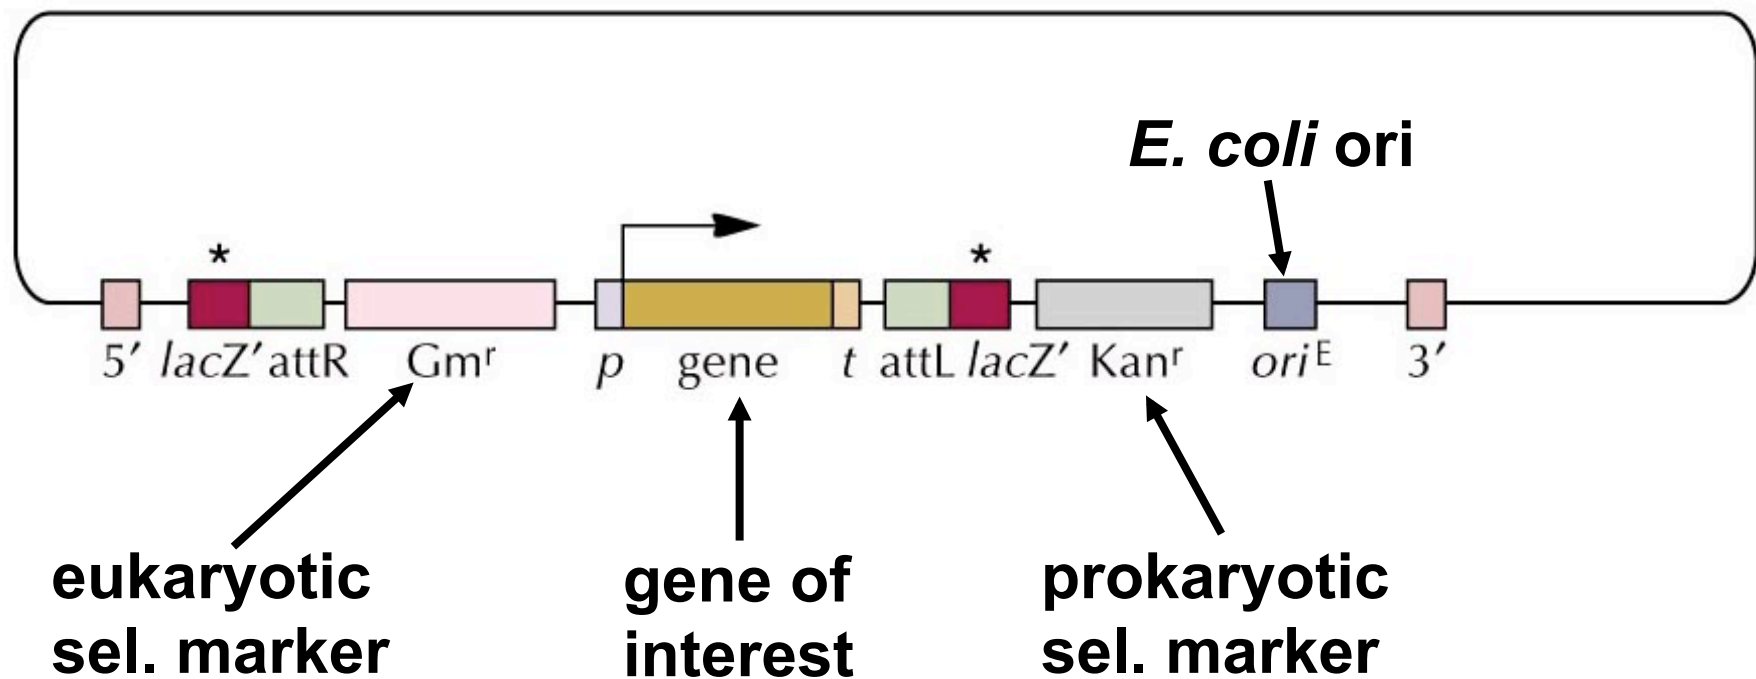 E. coli ori
* *
5′ lacZ′ attR Gmʳ p gene t attL lacZ′ Kanʳ oriᴱ 3′
eukaryotic gene of prokaryotic
sel. marker interest sel. marker